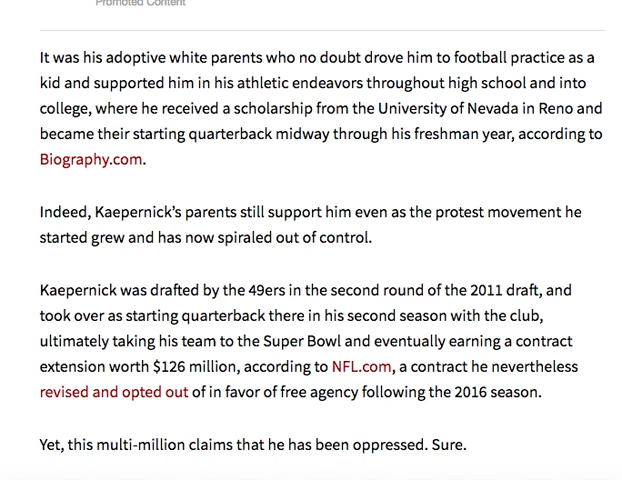 Promoted Content
It was his adoptive white parents who no doubt drove him to football practice as a
kid and supported him in his athletic endeavors throughout high school and into
college, where he received a scholarship from the University of Nevada in Reno and
became their starting quarterback midway through his freshman year, according to
Biography.com.
Indeed, Kaepernick’s parents still support him even as the protest movement he
started grew and has now spiraled out of control.
Kaepernick was drafted by the 49ers in the second round of the 2011 draft, and
took over as starting quarterback there in his second season with the club,
ultimately taking his team to the Super Bowl and eventually earning a contract
extension worth $126 million, according to NFL.com, a contract he nevertheless
revised and opted out of in favor of free agency following the 2016 season.
Yet, this multi-million claims that he has been oppressed. Sure.